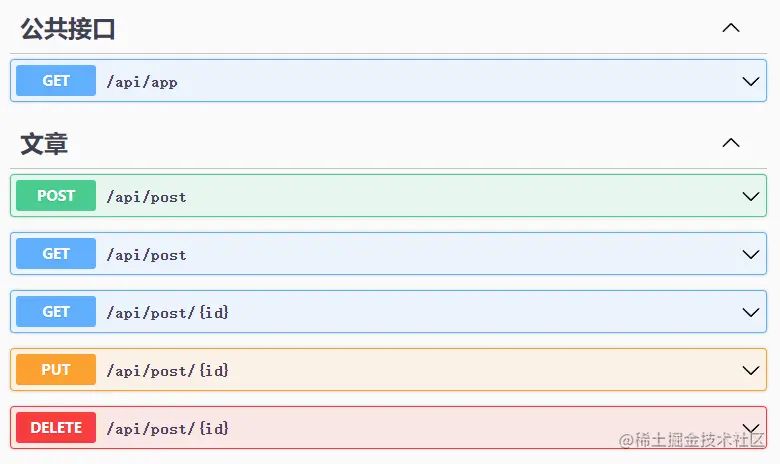 公共接口
GET /api/app
文章
POST /api/post
GET /api/post
GET /api/post/{id}
PUT /api/post/{id}
DELETE /api/post/{id}
@稀土掘金技术社区